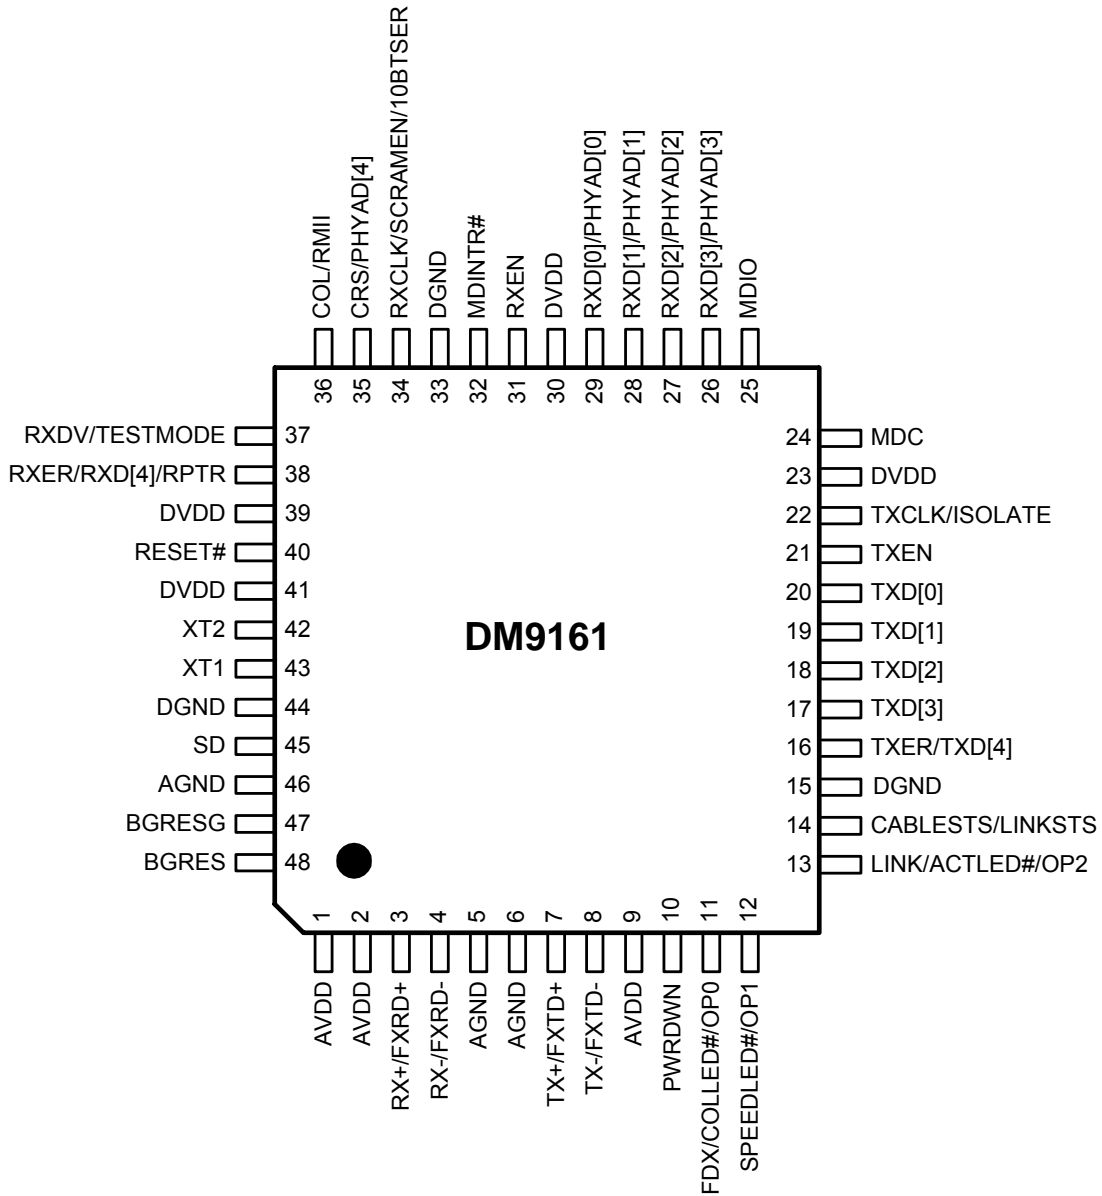 COL/RMII
CRS/PHYAD[4]
RXCLK/SCRAMEN/10BTSER
DGND
MDINTR#
RXEN
DVDD
RXD[0]/PHYAD[0]
RXD[1]/PHYAD[1]
RXD[2]/PHYAD[2]
RXD[3]/PHYAD[3]
MDIO
36
35
34
33
32
31
30
29
28
27
26
25
RXDV/TESTMODE 37
RXER/RXD[4]/RPTR 38
DVDD 39
RESET# 40
DVDD 41
XT2 42
XT1 43
DGND 44
SD 45
AGND 46
BGRESG 47
BGRES 48
DM9161
24 MDC
23 DVDD
22 TXCLK/ISOLATE
21 TXEN
20 TXD[0]
19 TXD[1]
18 TXD[2]
17 TXD[3]
16 TXER/TXD[4]
15 DGND
14 CABLESTS/LINKSTS
13 LINK/ACTLED#/OP2
1
2
3
4
5
6
7
8
9
10
11
12
AVDD
AVDD
RX+/FXRD+
RX-/FXRD-
AGND
AGND
TX+/FXTD+
TX-/FXTD-
AVDD
PWRDWN
FDX/COLLED#/OP0
SPEEDLED#/OP1